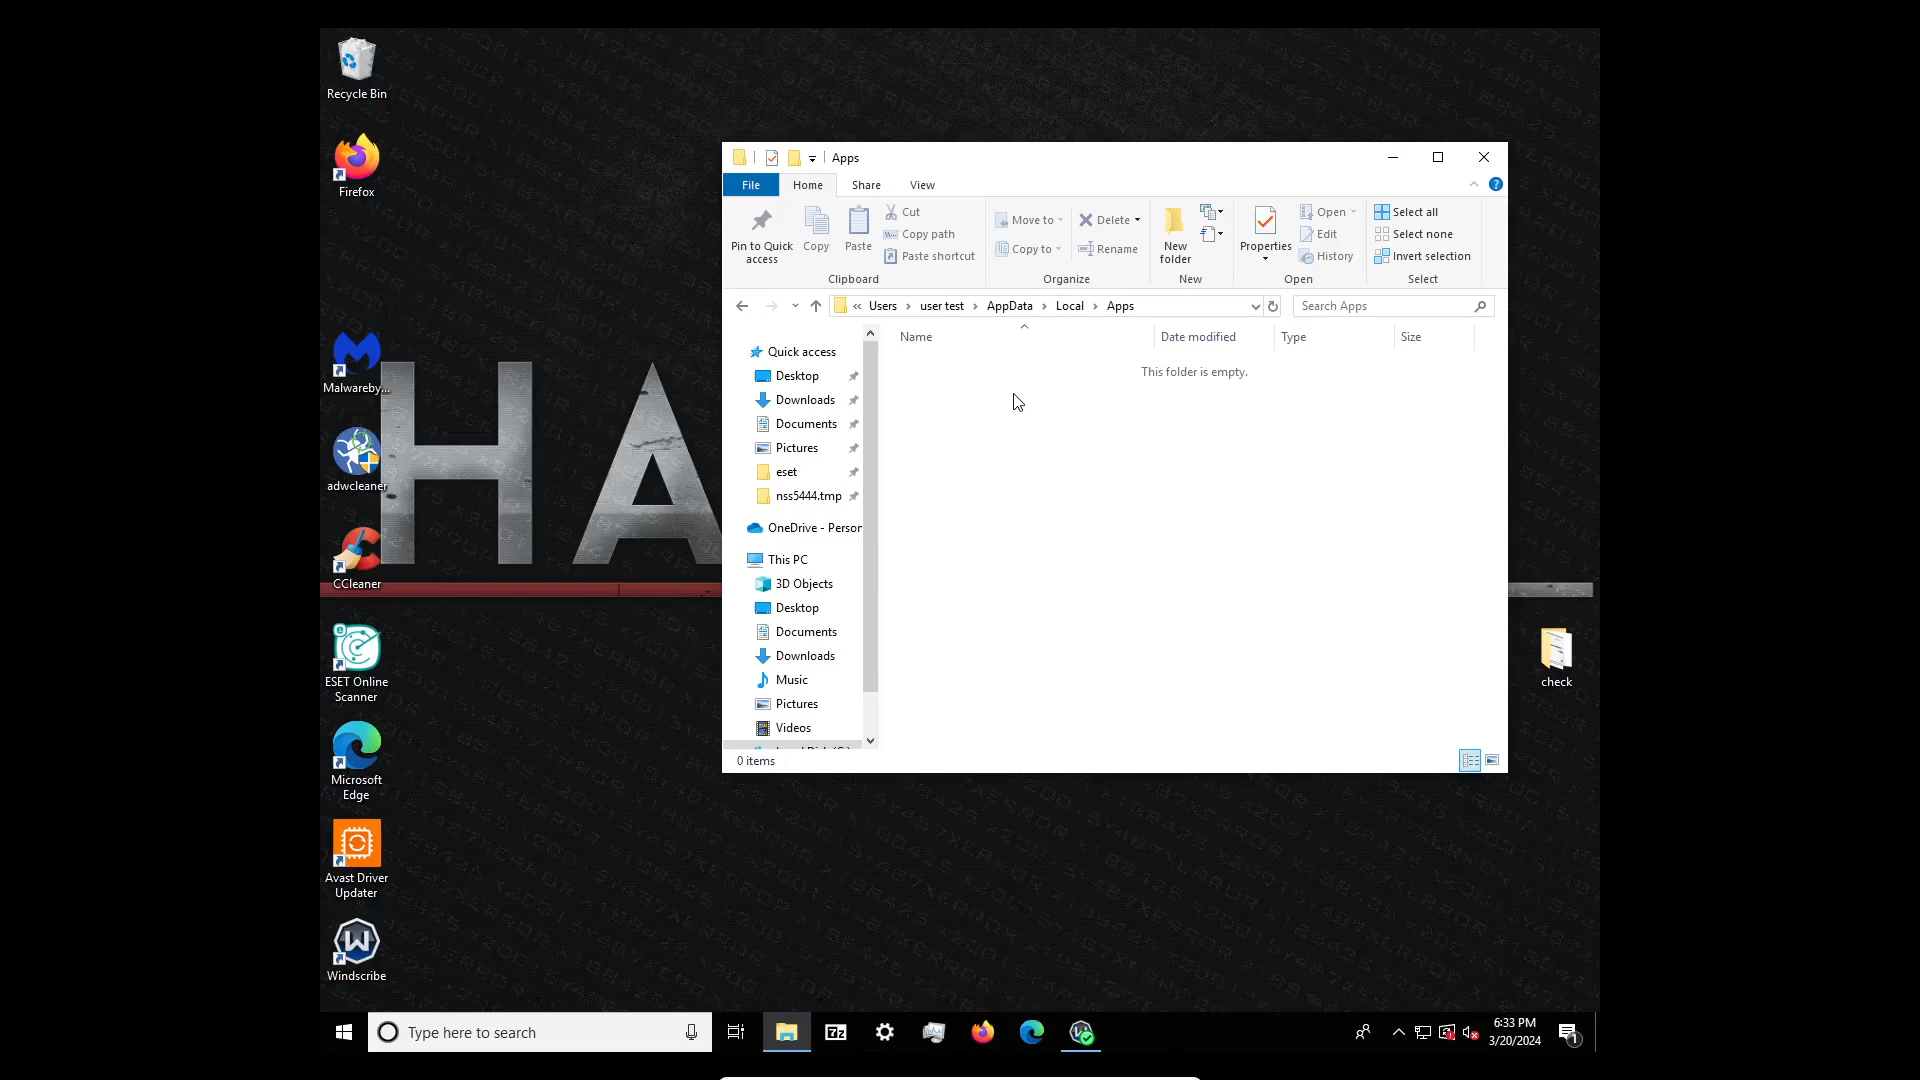 Recycle Bin
Firefox
Malwareby...
adwcleaner
CCleaner
ESET Online
Scanner
Microsoft
Edge
Avast Driver
Updater
Windscribe
HA
Apps
File
Home
Share
View
Pin to Quick
access
Copy
Paste
Cut
Copy path
Paste shortcut
Clipboard
Move to
Copy to
Delete
Rename
Organize
New
folder
New
Properties
Open
Edit
History
Open
Select all
Select none
Invert selection
Select
« Users › user test › AppData › Local › Apps
Search Apps
Name
Date modified
Type
Size
This folder is empty.
Quick access
Desktop
Downloads
Documents
Pictures
eset
nss5444.tmp
OneDrive - Person
This PC
3D Objects
Desktop
Documents
Downloads
Music
Pictures
Videos
0 items
check
Type here to search
7z
6:33 PM
3/20/2024
1